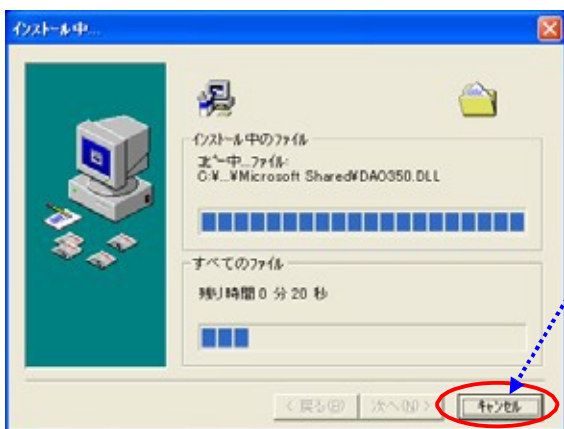 インストール中...
インストール中のファイル
コピー中...ファイル:
C:¥...¥Microsoft Shared¥DAO350.DLL
すべてのファイル
残り時間 0 分 20 秒
< 戻る(B)
次へ(N) >
キャンセル